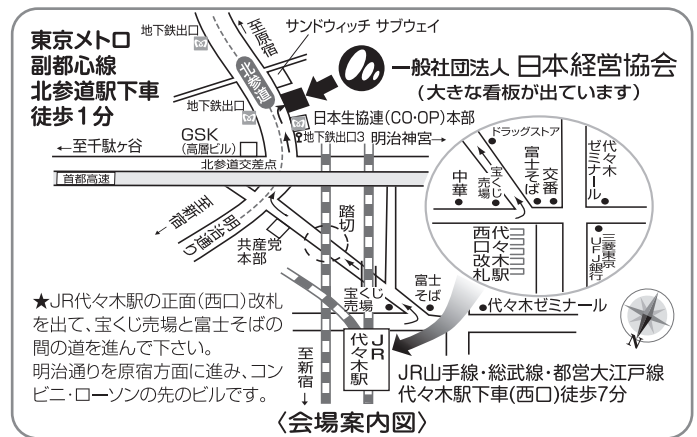 東京メトロ
副都心線
北参道駅下車
徒歩1分
地下鉄出口
至原宿
サンドウィッチ サブウェイ
北参道
一般社団法人 日本経営協会
(大きな看板が出ています)
地下鉄出口
日本生協連(CO・OP)本部
地下鉄出口3
明治神宮→
GSK
(高層ビル)
←至千駄ヶ谷
北参道交差点
首都高速
至新宿
明治通り
共産党
本部
踏切
ドラッグストア
中華
宝くじ
売場
富士そば
交番
代々木
ゼミナール
代々木駅
西口改札
三菱東京
UFJ銀行
宝くじ
売場
富士
そば
代々木ゼミナール
★JR代々木駅の正面(西口)改札
を出て、宝くじ売場と富士そばの
間の道を進んで下さい。
明治通りを原宿方面に進み、コン
ビニ・ローソンの先のビルです。
至新宿
JR
代々木駅
N
JR山手線・総武線・都営大江戸線
代々木駅下車(西口)徒歩7分
〈会場案内図〉